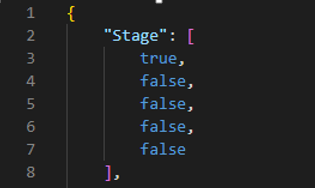 1 {
2 "Stage": [
3 true,
4 false,
5 false,
6 false,
7 false
8 ],